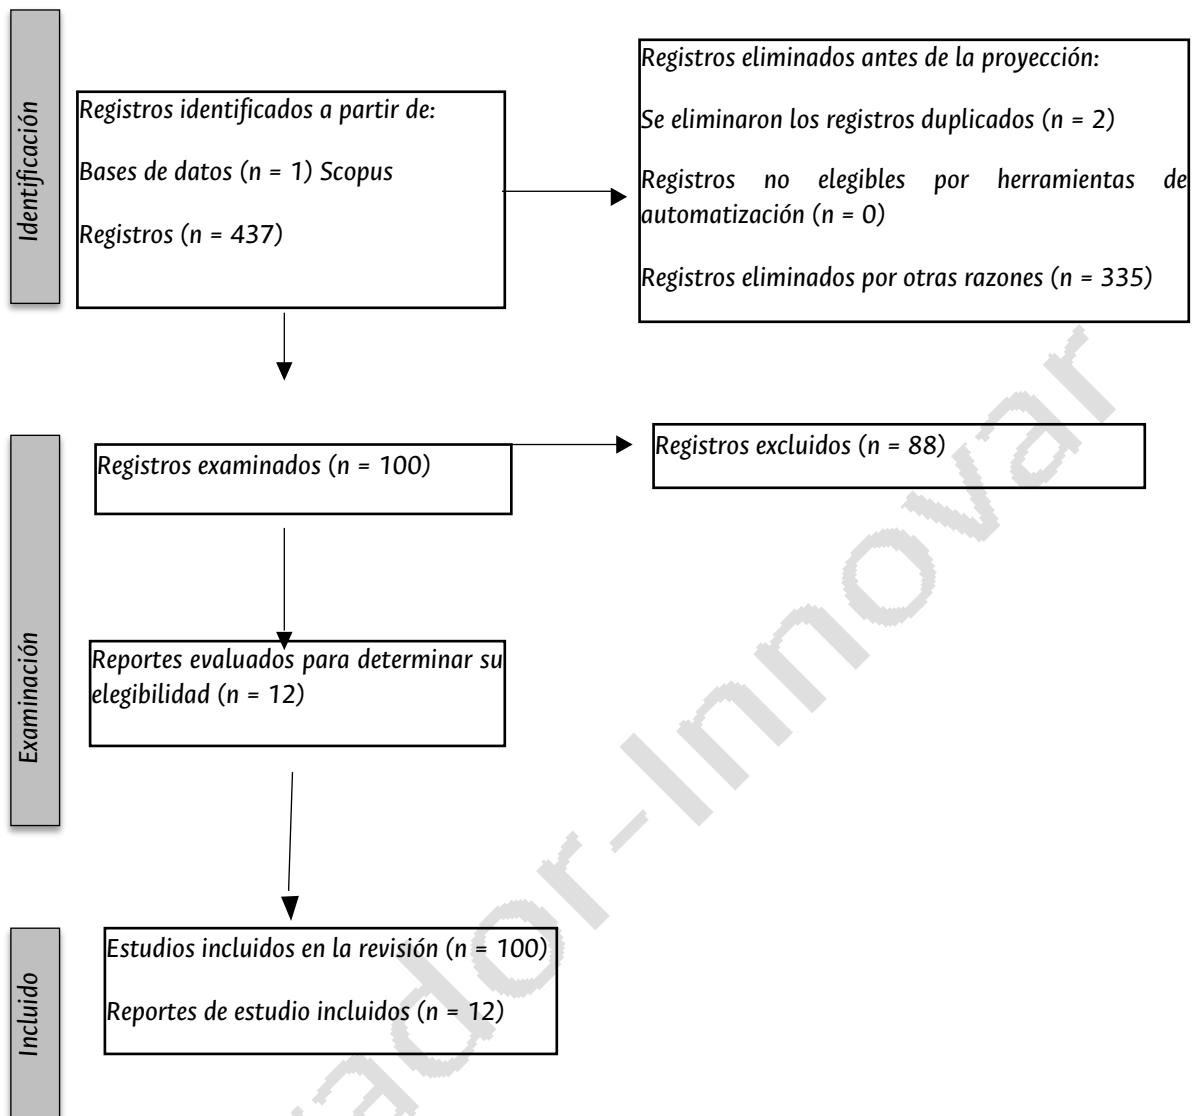 Identificación
Registros identificados a partir de:
Bases de datos (n = 1) Scopus
Registros (n = 437)
Registros eliminados antes de la proyección:
Se eliminaron los registros duplicados (n = 2)
Registros no elegibles por herramientas de
automatización (n = 0)
Registros eliminados por otras razones (n = 335)
Examinación
Registros examinados (n = 100)
Registros excluidos (n = 88)
Reportes evaluados para determinar su
elegibilidad (n = 12)
Incluido
Estudios incluidos en la revisión (n = 100)
Reportes de estudio incluidos (n = 12)
ador-Innovar